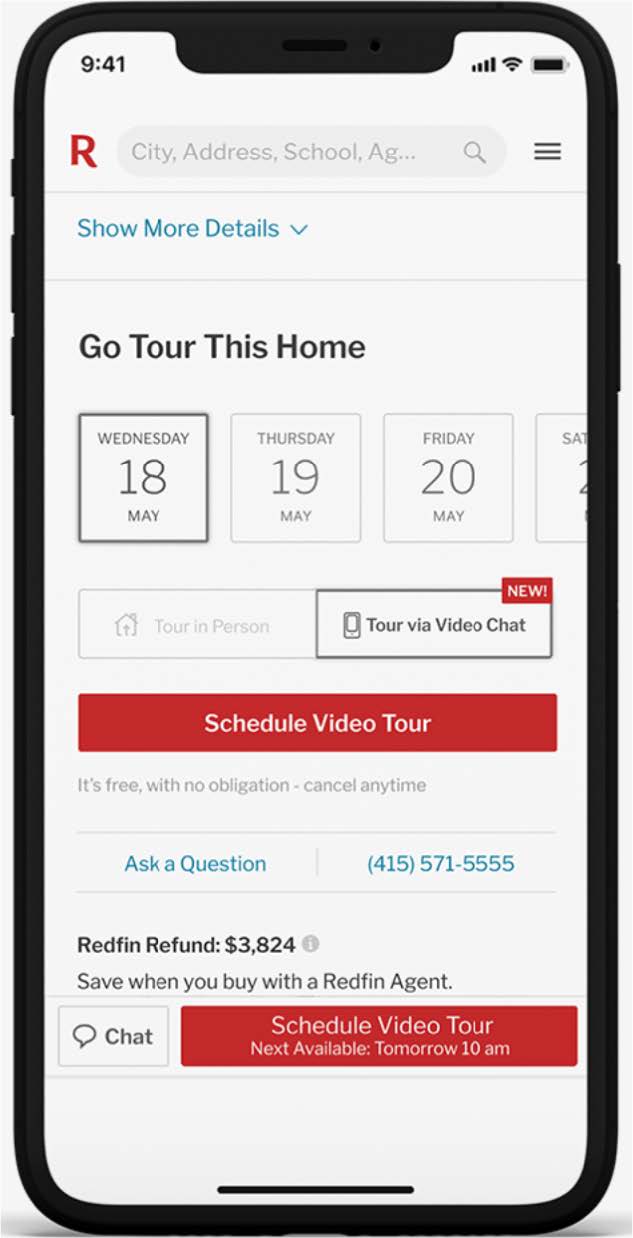 9:41
R
City, Address, School, Ag...
Show More Details
Go Tour This Home
WEDNESDAY
18
MAY
THURSDAY
19
MAY
FRIDAY
20
MAY
SAT
NEW!
Tour in Person
Tour via Video Chat
Schedule Video Tour
It's free, with no obligation - cancel anytime
Ask a Question
(415) 571-5555
Redfin Refund: $3,824
Save when you buy with a Redfin Agent.
Chat
Schedule Video Tour
Next Available: Tomorrow 10 am